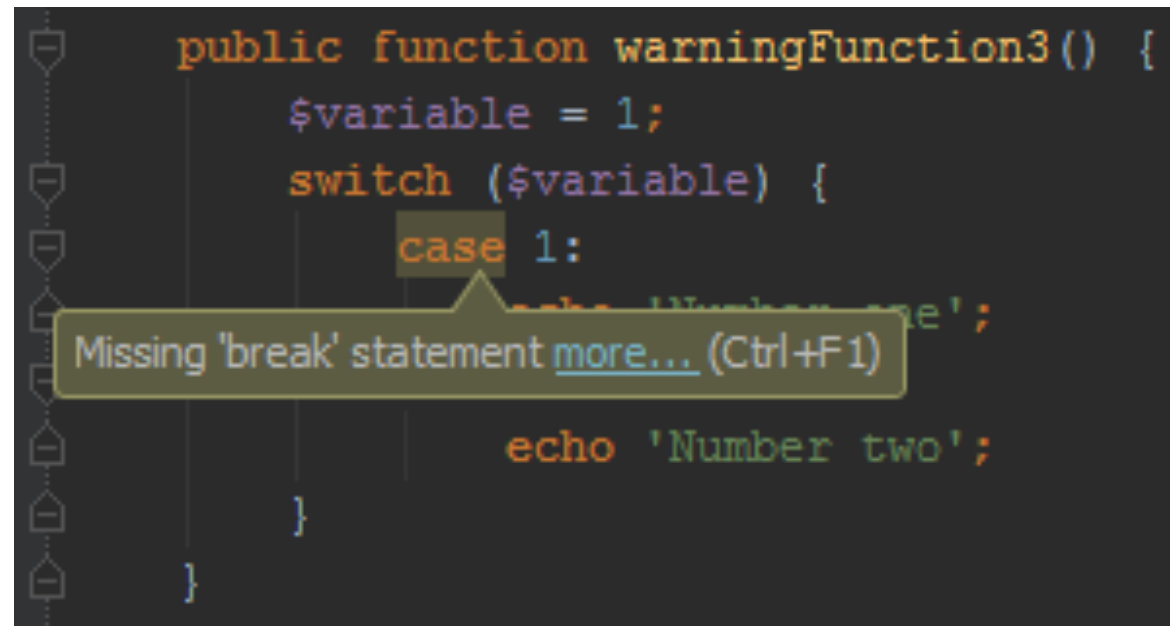 public function warningFunction3() {
$variable = 1;
switch ($variable) {
case 1:
e';
Missing 'break' statement more... (Ctrl+F1)
echo 'Number two';
}
}